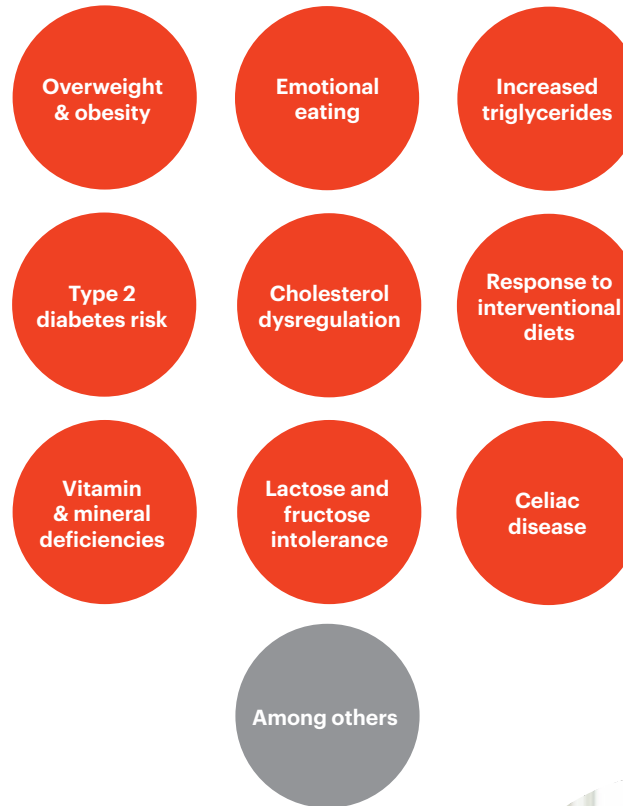 Overweight
& obesity
Emotional
eating
Increased
triglycerides
Type 2
diabetes risk
Cholesterol
dysregulation
Response to
interventional
diets
Vitamin
& mineral
deficiencies
Lactose and
fructose
intolerance
Celiac
disease
Among others